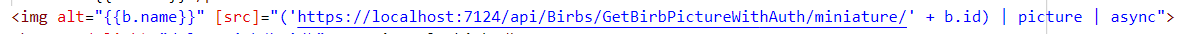 <img alt="{{b.name}}" [src]="('https://localhost:7124/api/Birbs/GetBirbPictureWithAuth/miniature/' + b.id) | picture | async">